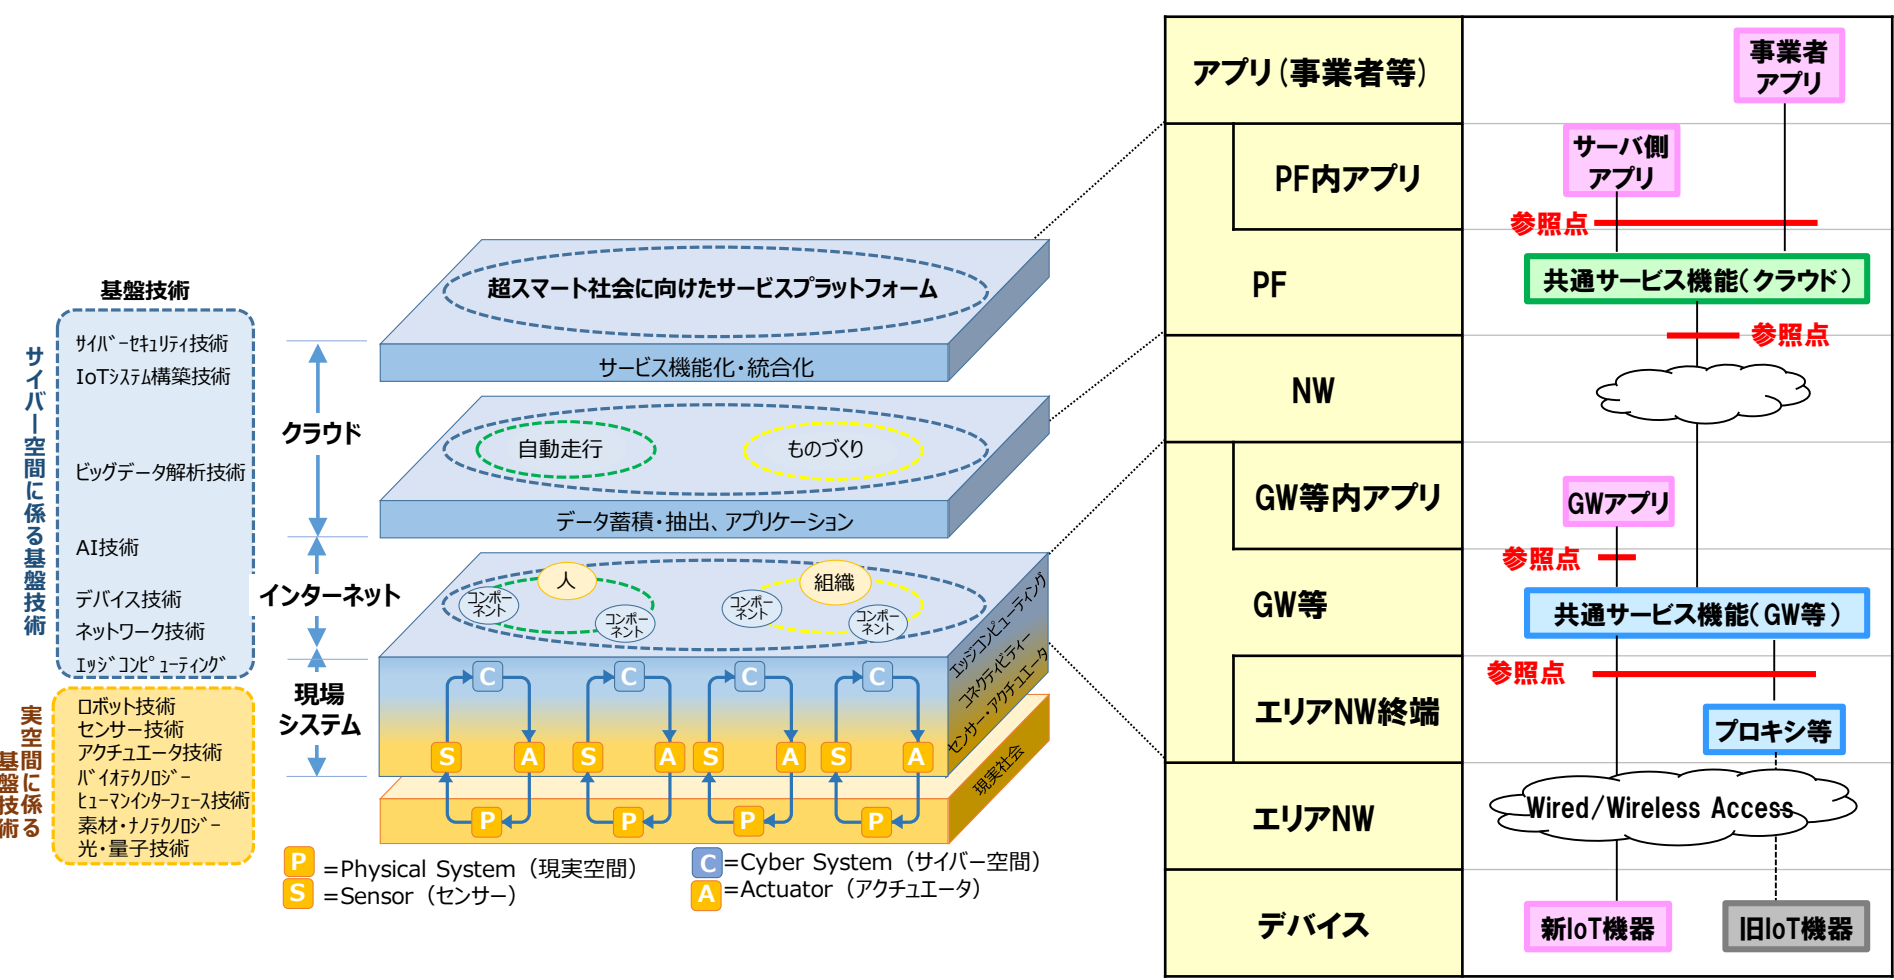 基盤技術
サイバー空間に係る基盤技術
サイバーセキュリティ技術
IoTシステム構築技術
ビッグデータ解析技術
AI技術
デバイス技術
ネットワーク技術
エッジコンピューティング
実空間に係る
基盤技術
ロボット技術
センサー技術
アクチュエータ技術
バイオテクノロジー
ヒューマンインターフェース技術
素材・ナノテクノロジー
光・量子技術
クラウド
インターネット
現場
システム
超スマート社会に向けたサービスプラットフォーム
サービス機能化・統合化
自動走行
ものづくり
データ蓄積・抽出、アプリケーション
人
組織
コンポー
ネント
コンポー
ネント
コンポー
ネント
コンポー
ネント
エッジコンピューティング
コネクティビティー
センサー・アクチュエータ
C
C
C
C
S
A
S
A
S
A
S
A
P
P
P
P
現実社会
P =Physical System（現実空間）
S =Sensor（センサー）
C =Cyber System（サイバー空間）
A =Actuator（アクチュエータ）
アプリ(事業者等)
PF内アプリ
PF
NW
GW等内アプリ
GW等
エリアNW終端
エリアNW
デバイス
事業者
アプリ
サーバ側
アプリ
参照点
共通サービス機能(クラウド)
参照点
GWアプリ
参照点
共通サービス機能(GW等)
参照点
プロキシ等
Wired/Wireless Access
新IoT機器
旧IoT機器